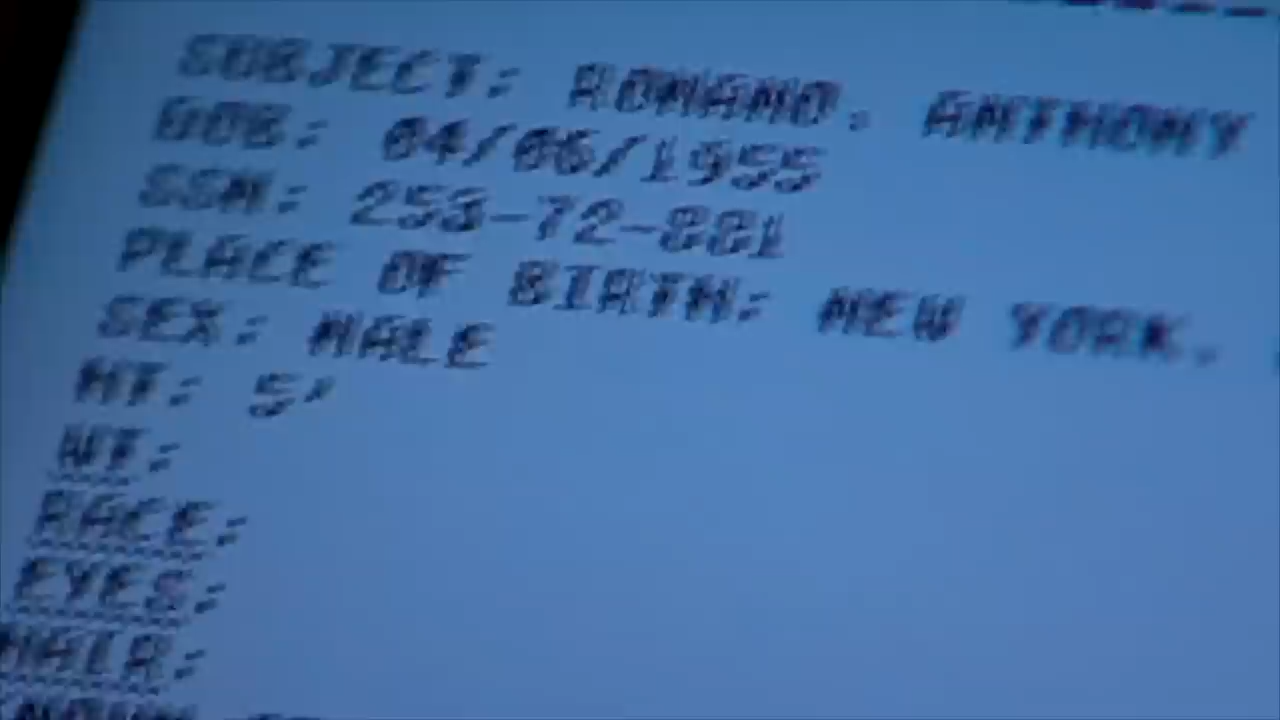 SUBJECT: ROMANO, ANTHONY
DOB: 04/06/1955
SSN: 253-72-881
PLACE OF BIRTH: NEW YORK,
SEX: MALE
HT: 5'
WT:
RACE:
EYES:
HAIR: